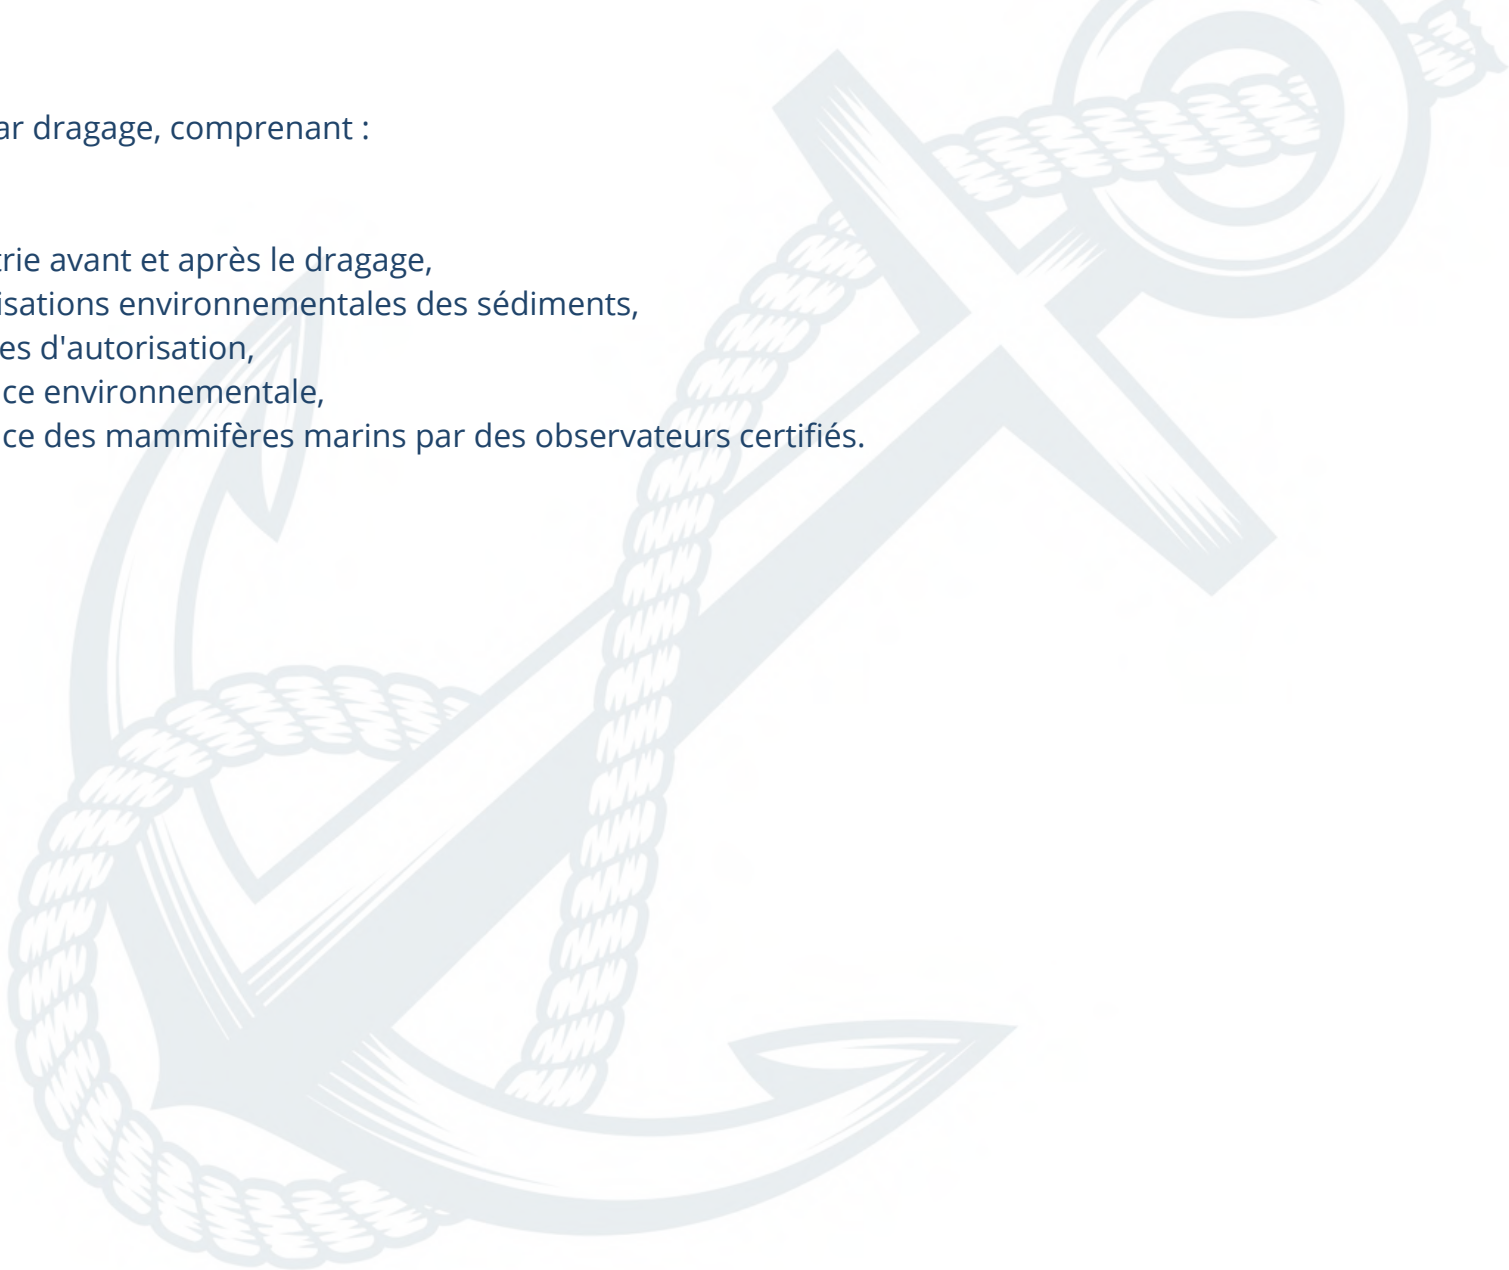 ar dragage, comprenant :
rie avant et après le dragage,
isations environnementales des sédiments,
es d'autorisation,
ce environnementale,
ce des mammifères marins par des observateurs certifiés.